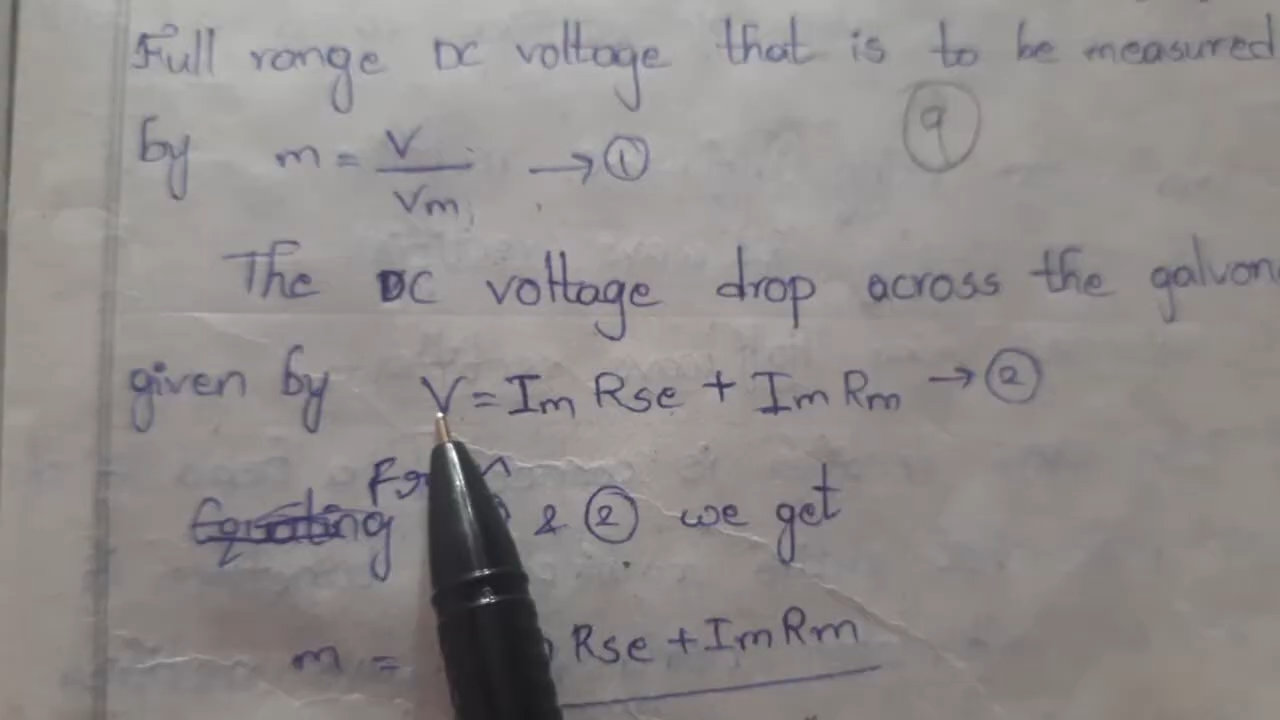 Full range DC voltage that is to be measured
by m = V / Vm → ① 9
The DC voltage drop across the galvan
given by V = Im Rse + Im Rm → ②
& ② we get
m = Rse + Im Rm